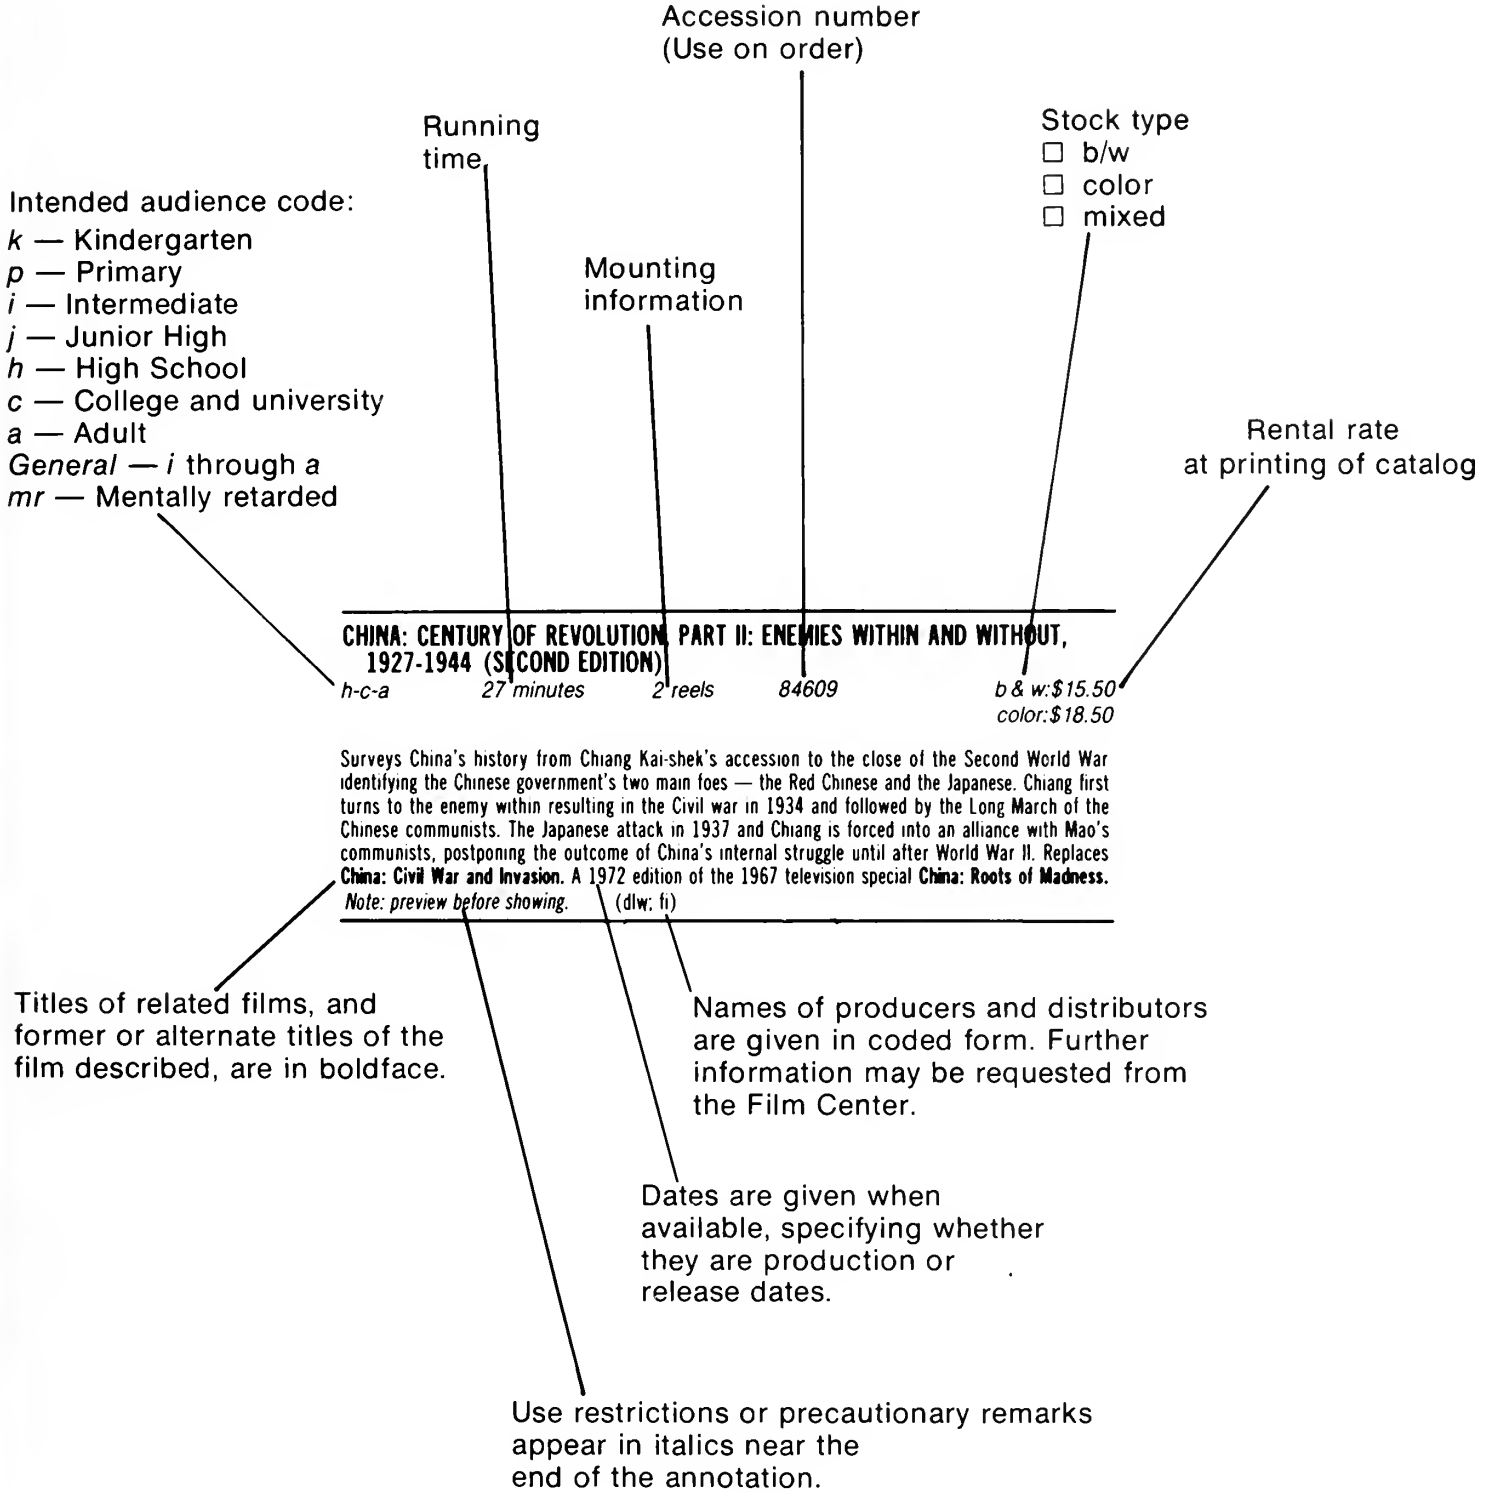 Accession number
(Use on order)
Running
time
Stock type
☐ b/w
☐ color
☐ mixed
Intended audience code:
k — Kindergarten
p — Primary
i — Intermediate
j — Junior High
h — High School
c — College and university
a — Adult
General — i through a
mr — Mentally retarded
Mounting
information
Rental rate
at printing of catalog
CHINA: CENTURY OF REVOLUTION, PART II: ENEMIES WITHIN AND WITHOUT,
1927-1944 (SECOND EDITION)
h-c-a 27 minutes 2 reels 84609 b & w:$15.50
color:$18.50
Surveys China's history from Chiang Kai-shek's accession to the close of the Second World War
identifying the Chinese government's two main foes — the Red Chinese and the Japanese. Chiang first
turns to the enemy within resulting in the Civil war in 1934 and followed by the Long March of the
Chinese communists. The Japanese attack in 1937 and Chiang is forced into an alliance with Mao's
communists, postponing the outcome of China's internal struggle until after World War II. Replaces
China: Civil War and Invasion. A 1972 edition of the 1967 television special China: Roots of Madness.
Note: preview before showing. (dlw; fi)
Titles of related films, and
former or alternate titles of the
film described, are in boldface.
Names of producers and distributors
are given in coded form. Further
information may be requested from
the Film Center.
Dates are given when
available, specifying whether
they are production or
release dates.
Use restrictions or precautionary remarks
appear in italics near the
end of the annotation.